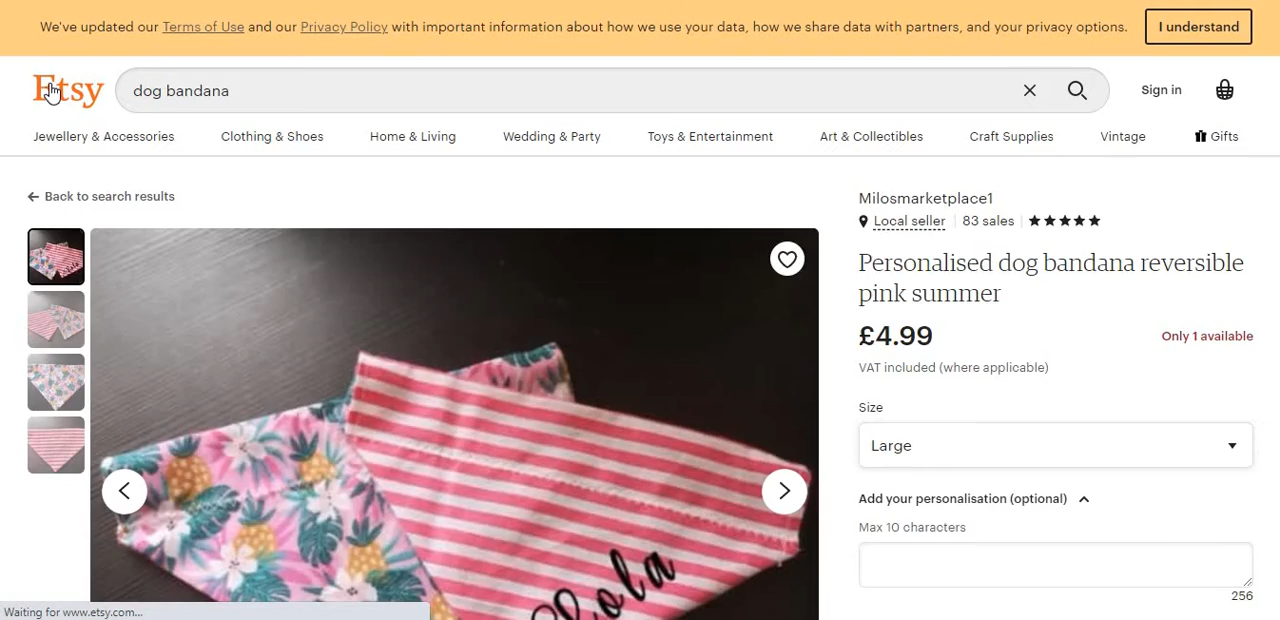 We've updated our Terms of Use and our Privacy Policy with important information about how we use your data, how we share data with partners, and your privacy options.
I understand
Etsy
dog bandana
Sign in
Jewellery & Accessories
Clothing & Shoes
Home & Living
Wedding & Party
Toys & Entertainment
Art & Collectibles
Craft Supplies
Vintage
Gifts
Back to search results
Milosmarketplace1
Local seller
83 sales
Personalised dog bandana reversible
pink summer
£4.99
Only 1 available
VAT included (where applicable)
Size
Large
Add your personalisation (optional)
Max 10 characters
256
Lola
Waiting for www.etsy.com...